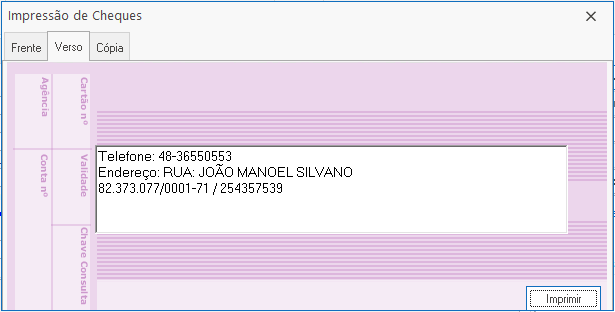 Impressão de Cheques
Frente
Verso
Cópia
Agência
Cartão nº
Conta nº
Validade
Chave Consulta
Telefone: 48-36550553
Endereço: RUA: JOÃO MANOEL SILVANO
82.373.077/0001-71 / 254357539
Imprimir